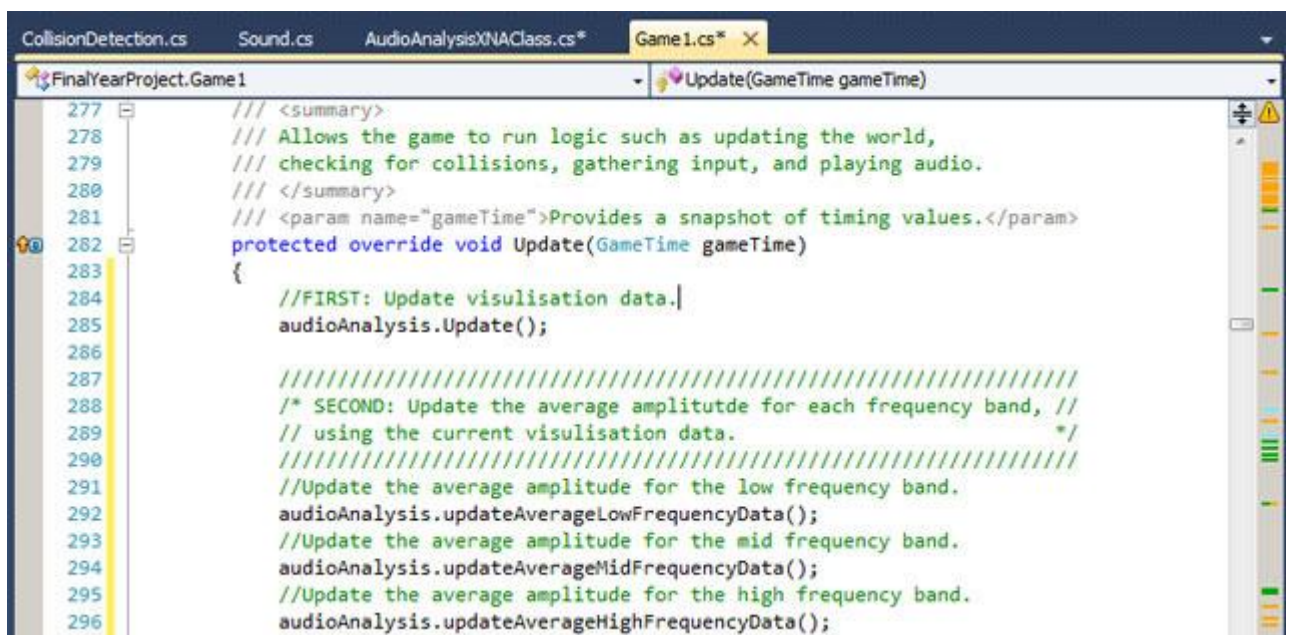 CollisionDetection.cs Sound.cs AudioAnalysisXNAClass.cs* Game1.cs*
FinalYearProject.Game1 Update(GameTime gameTime)
277 /// <summary>
278 /// Allows the game to run logic such as updating the world,
279 /// checking for collisions, gathering input, and playing audio.
280 /// </summary>
281 /// <param name="gameTime">Provides a snapshot of timing values.</param>
282 protected override void Update(GameTime gameTime)
283 {
284 //FIRST: Update visulisation data.
285 audioAnalysis.Update();
286
287 ////////////////////////////////////////////////////////////////////
288 /* SECOND: Update the average amplitutde for each frequency band, //
289 // using the current visulisation data. */
290 ////////////////////////////////////////////////////////////////////
291 //Update the average amplitude for the low frequency band.
292 audioAnalysis.updateAverageLowFrequencyData();
293 //Update the average amplitude for the mid frequency band.
294 audioAnalysis.updateAverageMidFrequencyData();
295 //Update the average amplitude for the high frequency band.
296 audioAnalysis.updateAverageHighFrequencyData();